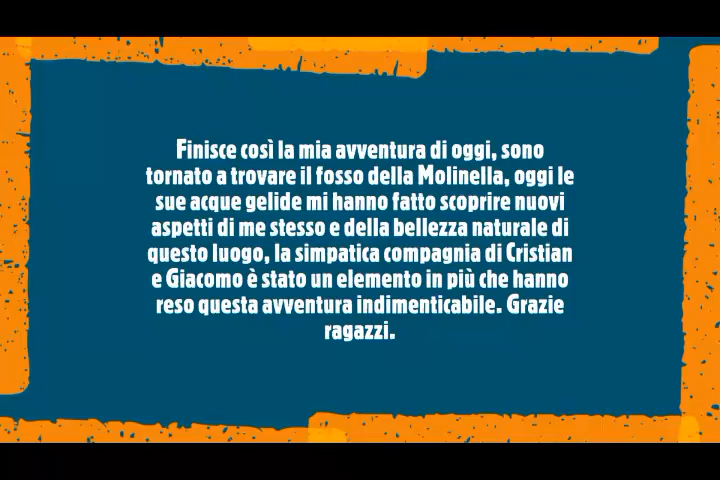 Finisce così la mia avventura di oggi, sono
tornato a trovare il fosso della Molinella, oggi le
sue acque gelide mi hanno fatto scoprire nuovi
aspetti di me stesso e della bellezza naturale di
questo luogo, la simpatica compagnia di Cristian
e Giacomo è stato un elemento in più che hanno
reso questa avventura indimenticabile. Grazie
ragazzi.